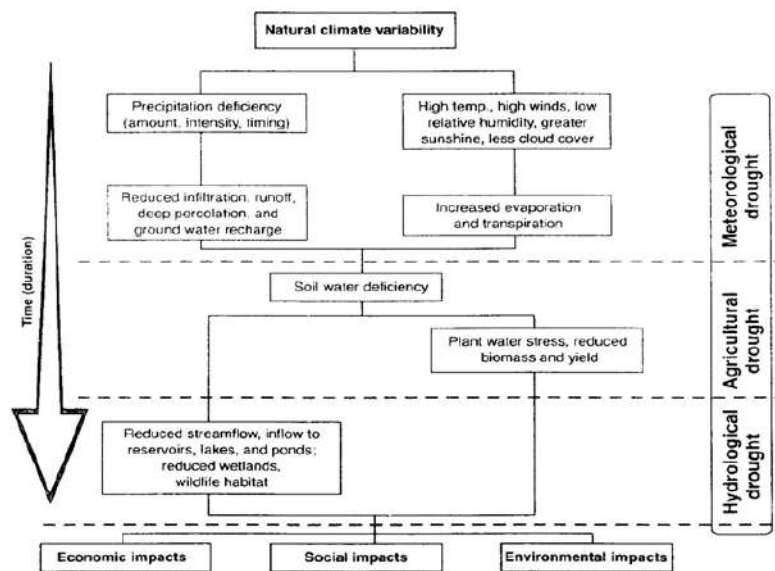 Natural climate variability
Precipitation deficiency
(amount, intensity, timing)
High temp., high winds, low
relative humidity, greater
sunshine, less cloud cover
Reduced infiltration, runoff,
deep percolation, and
ground water recharge
Increased evaporation
and transpiration
Meteorological
drought
Time (duration)
Soil water deficiency
Plant water stress, reduced
biomass and yield
Agricultural
drought
Reduced streamflow, inflow to
reservoirs, lakes, and ponds;
reduced wetlands,
wildlife habitat
Hydrological
drought
Economic impacts
Social impacts
Environmental impacts